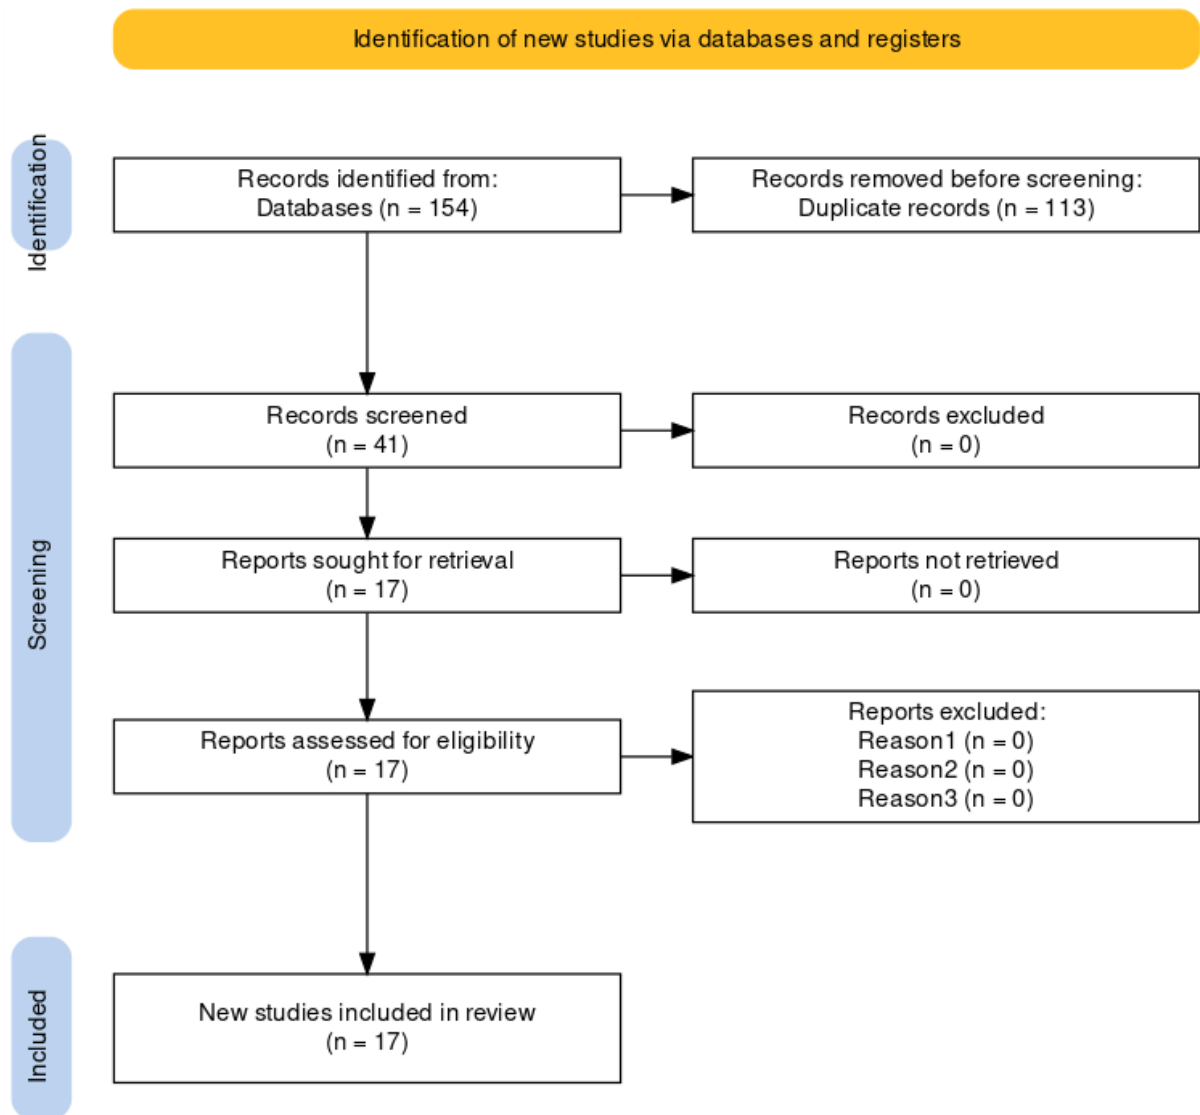 Identification of new studies via databases and registers
Identification
Records identified from:
Databases (n = 154)
Records removed before screening:
Duplicate records (n = 113)
Screening
Records screened
(n = 41)
Records excluded
(n = 0)
Reports sought for retrieval
(n = 17)
Reports not retrieved
(n = 0)
Reports assessed for eligibility
(n = 17)
Reports excluded:
Reason1 (n = 0)
Reason2 (n = 0)
Reason3 (n = 0)
Included
New studies included in review
(n = 17)